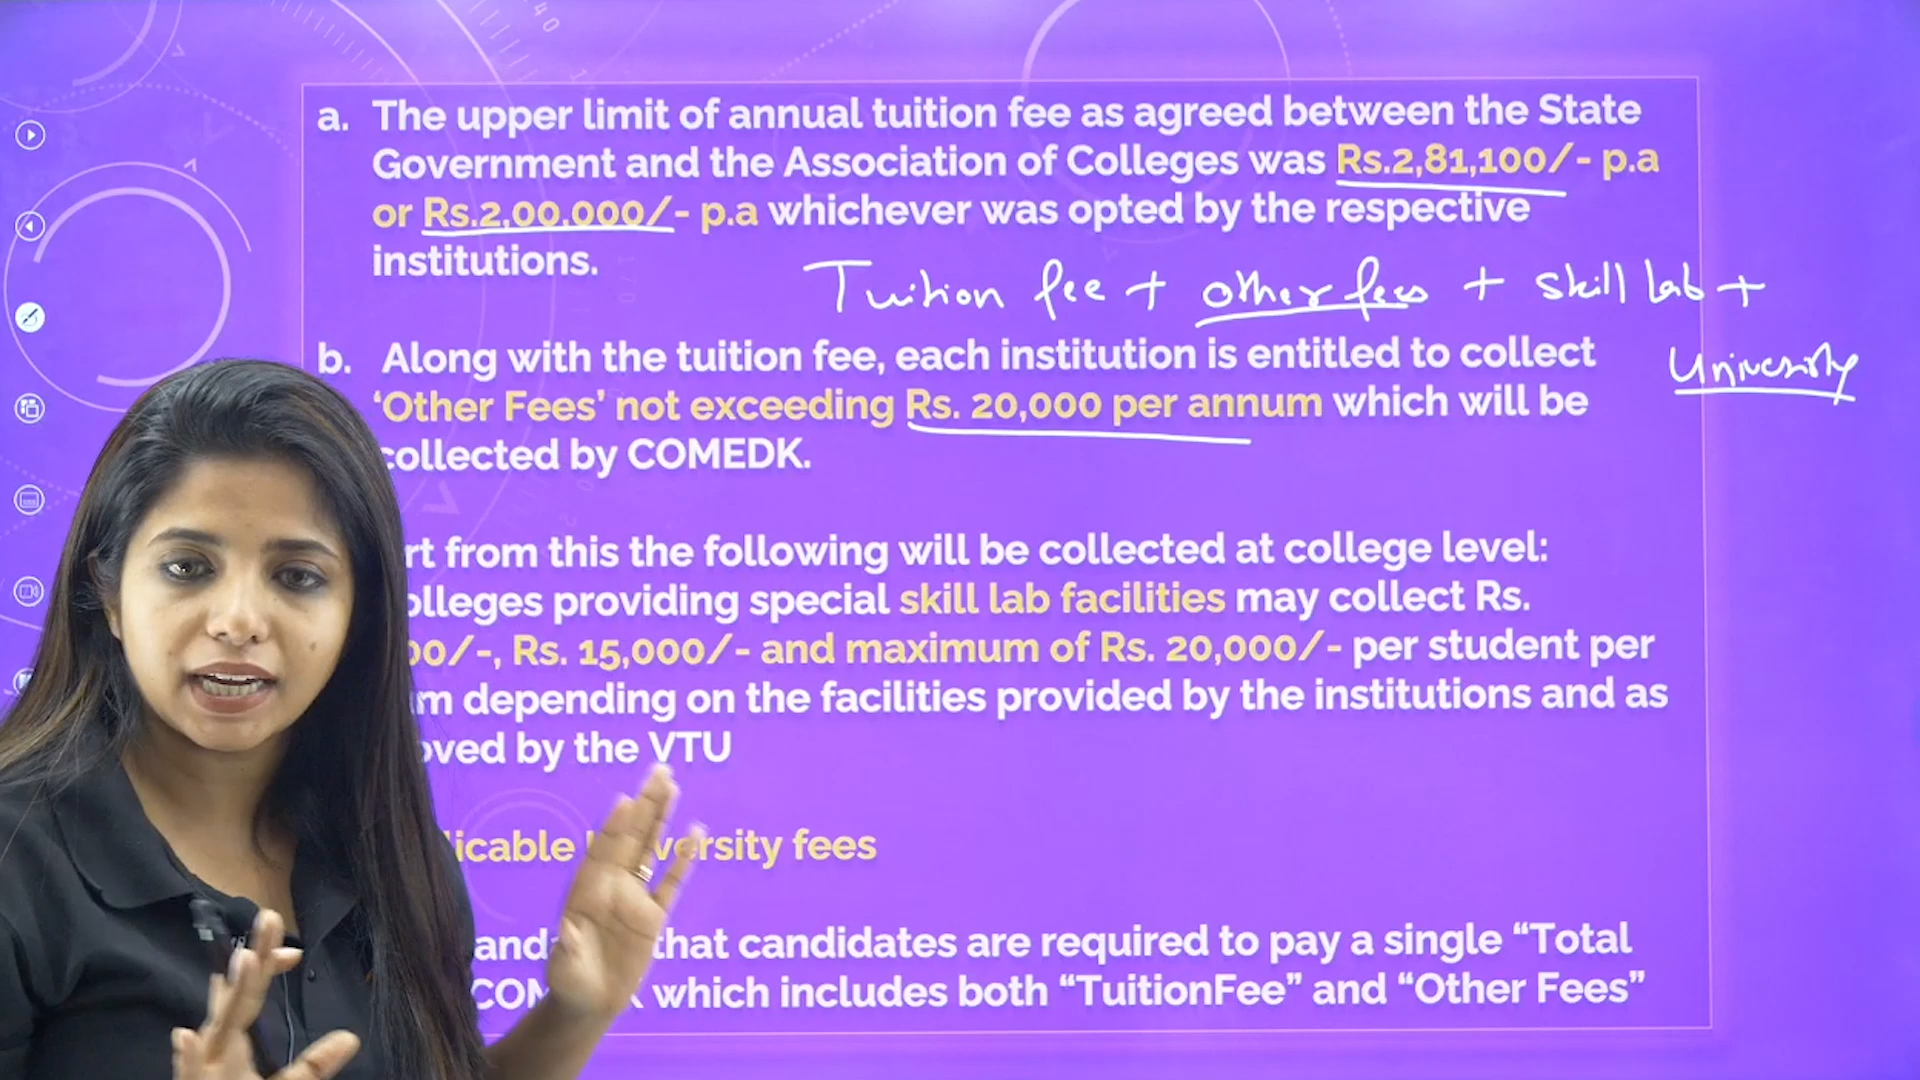 a. The upper limit of annual tuition fee as agreed between the State
Government and the Association of Colleges was Rs.2,81,100/- p.a
or Rs.2,00.000/- p.a whichever was opted by the respective
institutions.
Tuition fee + other fees + skill lab +
University
b. Along with the tuition fee, each institution is entitled to collect
‘Other Fees’ not exceeding Rs. 20,000 per annum which will be
collected by COMEDK.
from this the following will be collected at college level:
providing special skill lab facilities may collect Rs.
Rs. 15,000/- and maximum of Rs. 20,000/- per student per
depending on the facilities provided by the institutions and as
by the VTU
fees
that candidates are required to pay a single “Total
which includes both “TuitionFee” and “Other Fees”